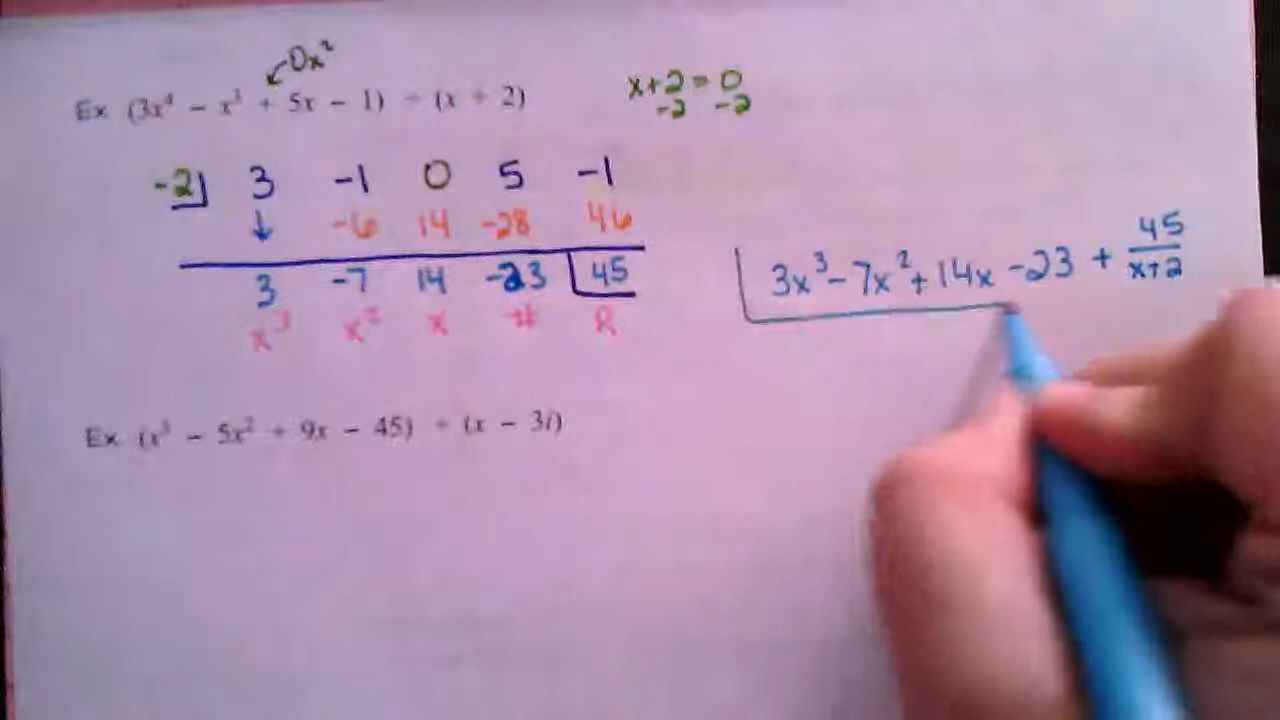 0x²
Ex (3x⁴ − x³ + 5x − 1) ÷ (x + 2)
x+2=0
-2 -2
-2 3 -1 0 5 -1
↓ -6 14 -28 46
3 -7 14 -23 45
x³ x² x # R
3x³-7x²+14x-23+45/x+2
Ex (x³ − 5x² + 9x − 45) ÷ (x − 3i)